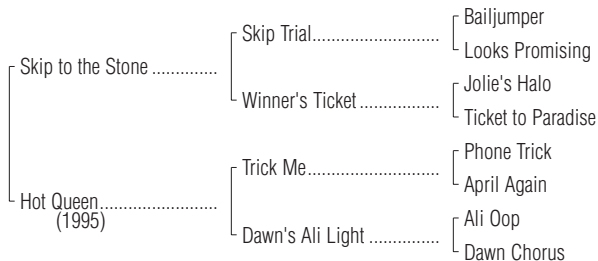 Bailjumper
Skip Trial...................
Looks Promising
Skip to the Stone .............
Jolie's Halo
Winner's Ticket ................
Ticket to Paradise
Phone Trick
Trick Me.....................
April Again
Hot Queen.......................
(1995)
Ali Oop
Dawn's Ali Light ..............
Dawn Chorus